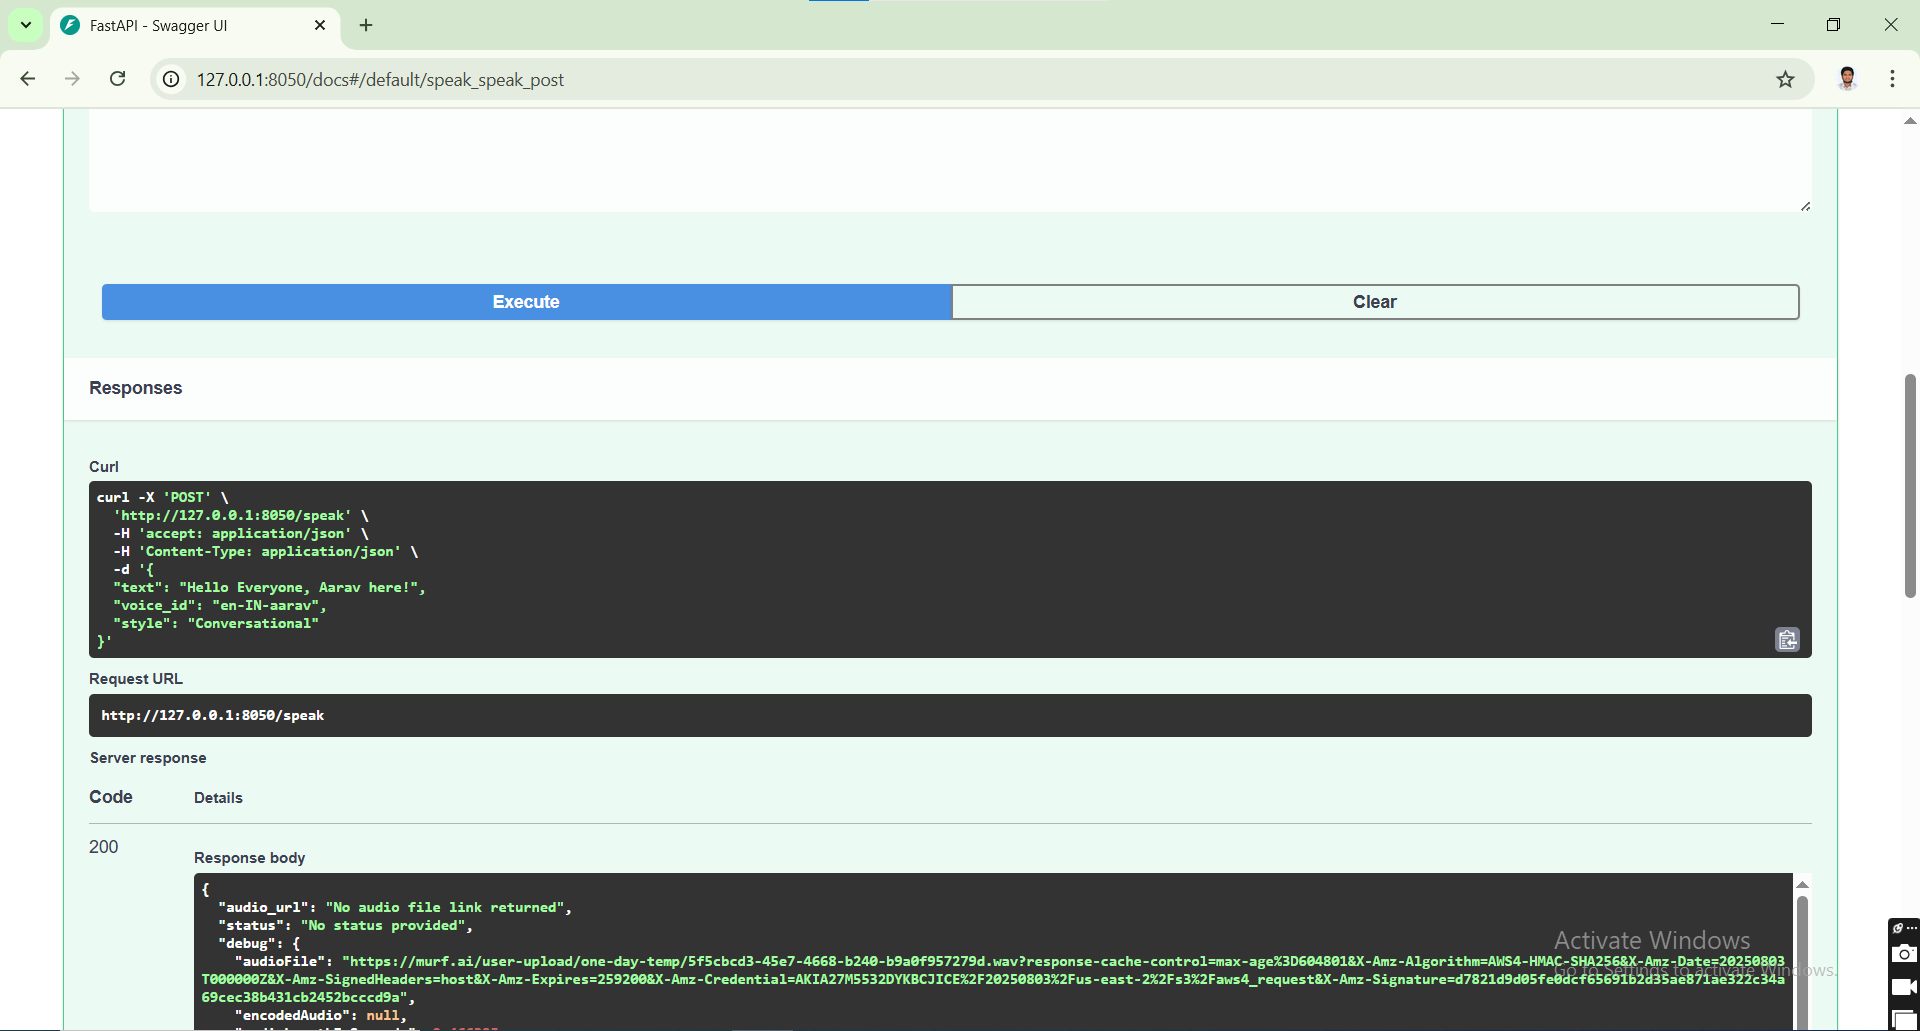 FastAPI - Swagger UI
127.0.0.1:8050/docs#/default/speak_speak_post
Execute
Clear
Responses
Curl
curl -X 'POST' \
'http://127.0.0.1:8050/speak' \
-H 'accept: application/json' \
-H 'Content-Type: application/json' \
-d '{
"text": "Hello Everyone, Aarav here!",
"voice_id": "en-IN-aarav",
"style": "Conversational"
}'
Request URL
http://127.0.0.1:8050/speak
Server response
Code
Details
200
Response body
{
"audio_url": "No audio file link returned",
"status": "No status provided",
"debug": {
"audioFile": "https://murf.ai/user-upload/one-day-temp/5f5cbcd3-45e7-4668-b240-b9a0f957279d.wav?response-cache-control=max-age%3D604801&X-Amz-Algorithm=AWS4-HMAC-SHA256&X-Amz-Date=20250803
T000000Z&X-Amz-SignedHeaders=host&X-Amz-Expires=259200&X-Amz-Credential=AKIA27M5532DYKBCJICE%2F20250803%2Fus-east-2%2Fs3%2Faws4_request&X-Amz-Signature=d7821d9d05fe0dcf65691b2d35ae871ae322c34a
69cec38b431cb2452bcccd9a",
"encodedAudio": null,
Activate Windows
Go to Settings to activate Windows.